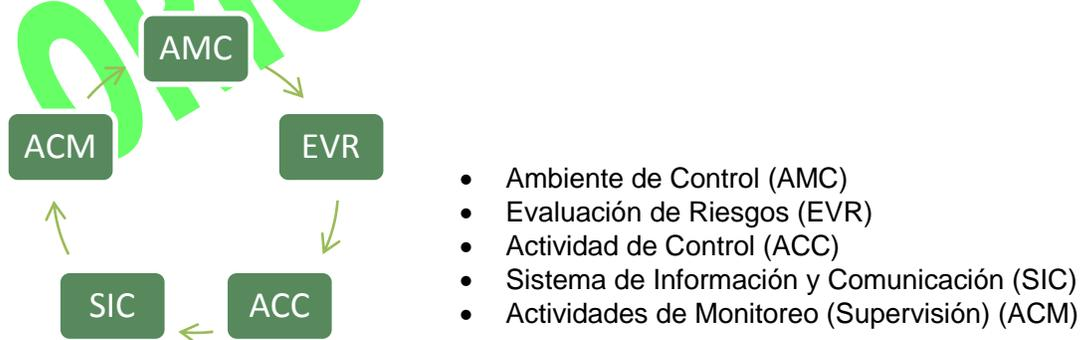 AMC
ACM
EVR
SIC
ACC
• Ambiente de Control (AMC)
• Evaluación de Riesgos (EVR)
• Actividad de Control (ACC)
• Sistema de Información y Comunicación (SIC)
• Actividades de Monitoreo (Supervisión) (ACM)